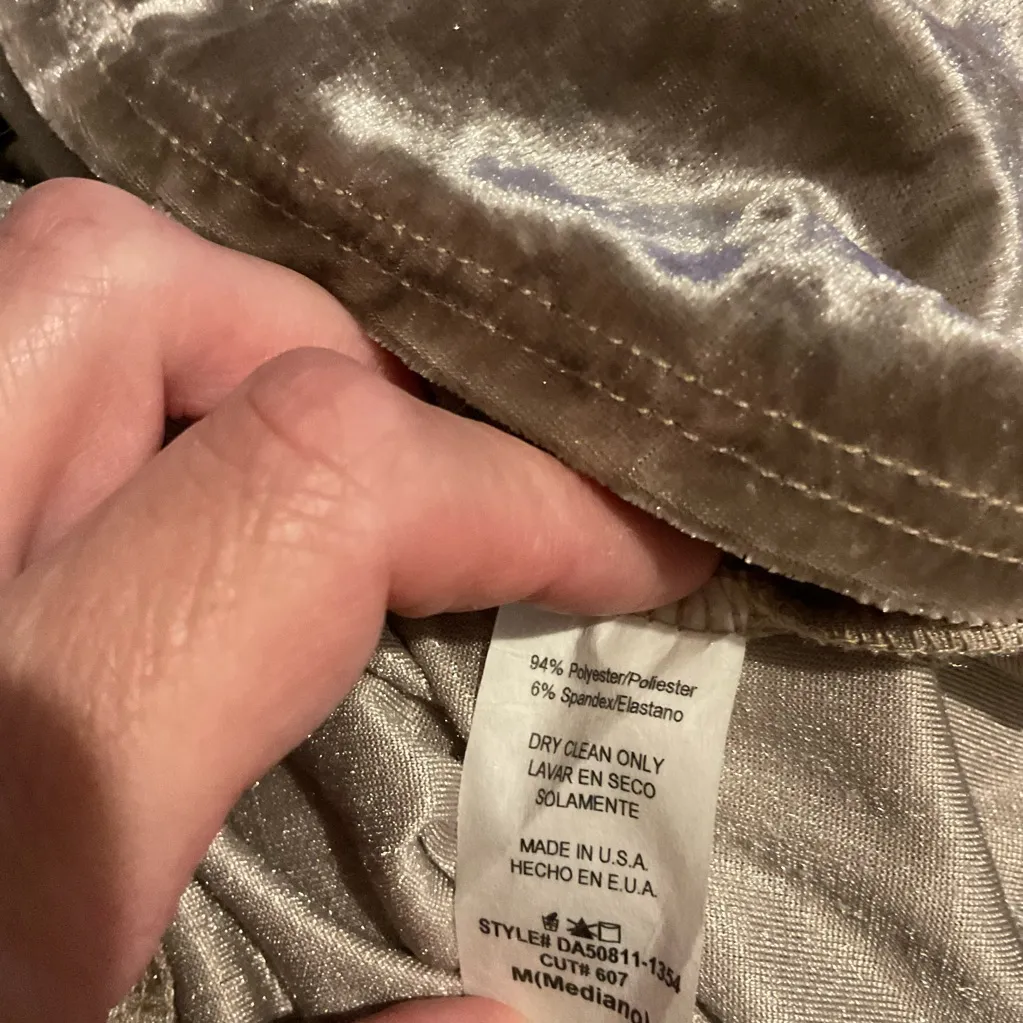 94% Polyester/Poliester
6% Spandex/Elastano
DRY CLEAN ONLY
LAVAR EN SECO
SOLAMENTE
MADE IN U.S.A.
HECHO EN E.U.A.
STYLE# DA50811-1354
CUT# 607
M(Mediano)